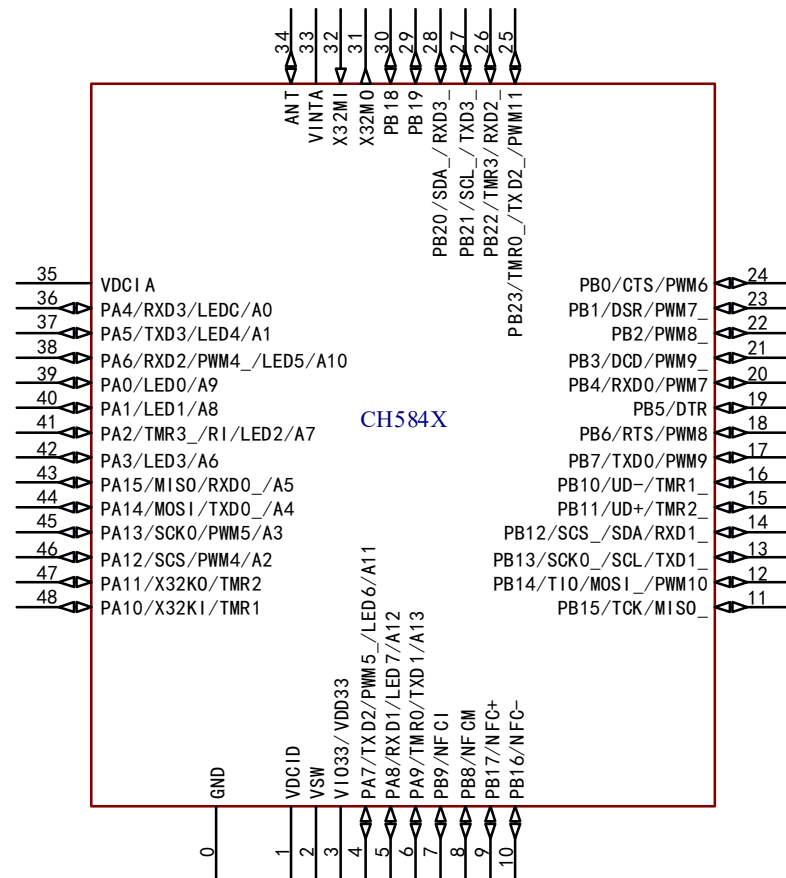 34
33
32
31
30
29
28
27
26
25
ANT
VINTA
X32MI
X32MO
PB18
PB19
PB20/SDA_/RXD3_
PB21/SCL_/TXD3_
PB22/TMR3/RXD2_
PB23/TMR0_/TXD2_/PWM11
35 VDCIA
36 PA4/RXD3/LEDC/A0
37 PA5/TXD3/LED4/A1
38 PA6/RXD2/PWM4_/LED5/A10
39 PA0/LED0/A9
40 PA1/LED1/A8
41 PA2/TMR3_/RI/LED2/A7
42 PA3/LED3/A6
43 PA15/MISO/RXD0_/A5
44 PA14/MOSI/TXD0_/A4
45 PA13/SCK0/PWM5/A3
46 PA12/SCS/PWM4/A2
47 PA11/X32KO/TMR2
48 PA10/X32KI/TMR1
CH584X
PB0/CTS/PWM6 24
PB1/DSR/PWM7_ 23
PB2/PWM8_ 22
PB3/DCD/PWM9_ 21
PB4/RXD0/PWM7 20
PB5/DTR 19
PB6/RTS/PWM8 18
PB7/TXD0/PWM9 17
PB10/UD-/TMR1_ 16
PB11/UD+/TMR2_ 15
PB12/SCS_/SDA/RXD1_ 14
PB13/SCK0_/SCL/TXD1_ 13
PB14/TIO/MOSI_/PWM10 12
PB15/TCK/MISO_ 11
GND
VDCID
VSW
VIO33/VDD33
PA7/TXD2/PWM5_/LED6/A11
PA8/RXD1/LED7/A12
PA9/TMR0/TXD1/A13
PB9/NFCI
PB8/NFCM
PB17/NFC+
PB16/NFC-
0
1
2
3
4
5
6
7
8
9
10